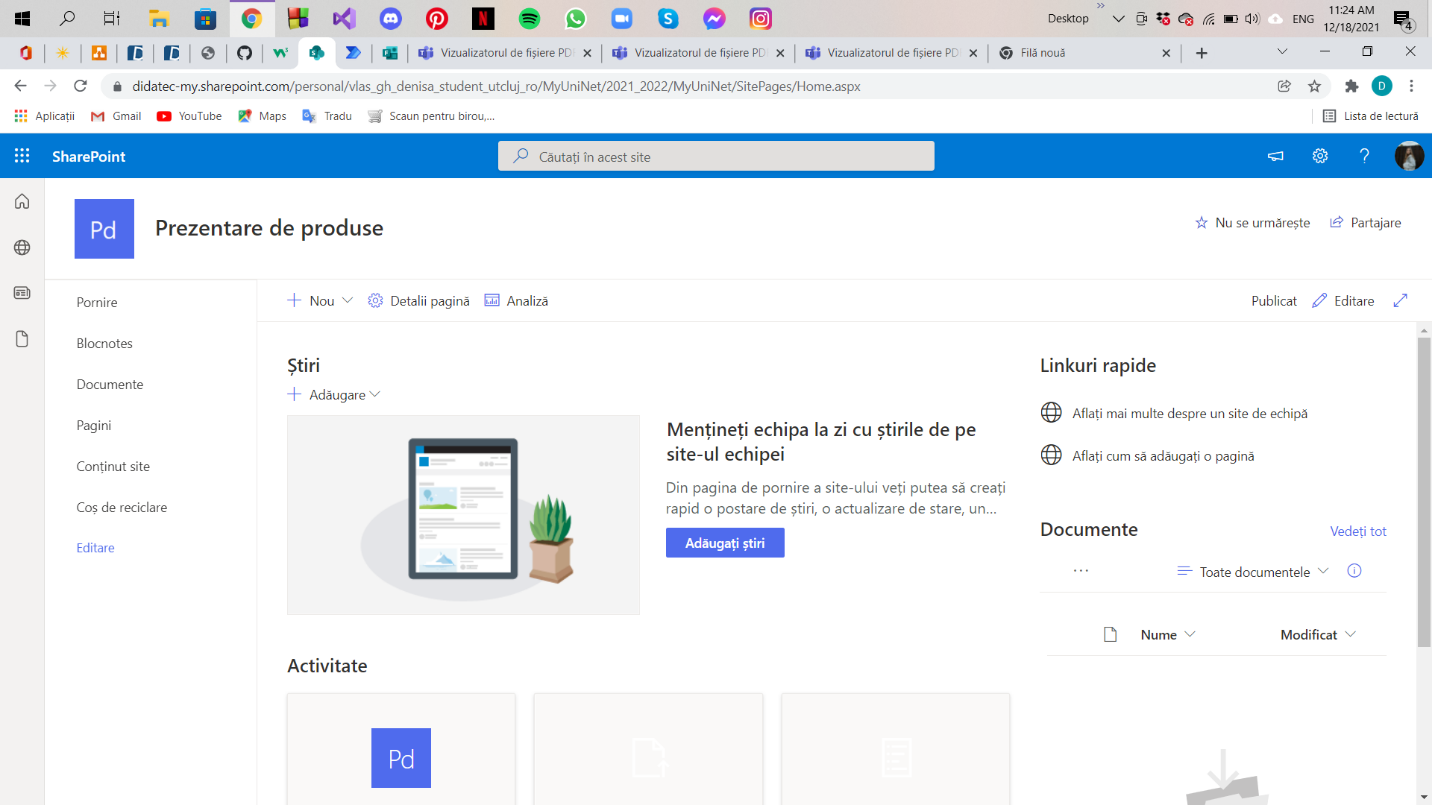 Desktop
ENG
11:24 AM
12/18/2021
4
Vizualizatorul de fișiere PD
Vizualizatorul de fișiere PD
Vizualizatorul de fișiere PD
Filă nouă
didatec-my.sharepoint.com/personal/vlas_gh_denisa_student_utcluj_ro/MyUniNet/2021_2022/MyUniNet/SitePages/Home.aspx
D
Aplicații
Gmail
YouTube
Maps
Tradu
Scaun pentru birou,...
Lista de lectură
SharePoint
Căutați în acest site
Pd
Prezentare de produse
Nu se urmărește
Partajare
Pornire
Blocnotes
Documente
Pagini
Conținut site
Coș de reciclare
Editare
Nou
Detalii pagină
Analiză
Publicat
Editare
Știri
Adăugare
Mențineți echipa la zi cu știrile de pe
site-ul echipei
Din pagina de pornire a site-ului veți putea să creați
rapid o postare de știri, o actualizare de stare, un...
Adăugați știri
Activitate
Pd
Linkuri rapide
Aflați mai multe despre un site de echipă
Aflați cum să adăugați o pagină
Documente
Vedeți tot
Toate documentele
Nume
Modificat